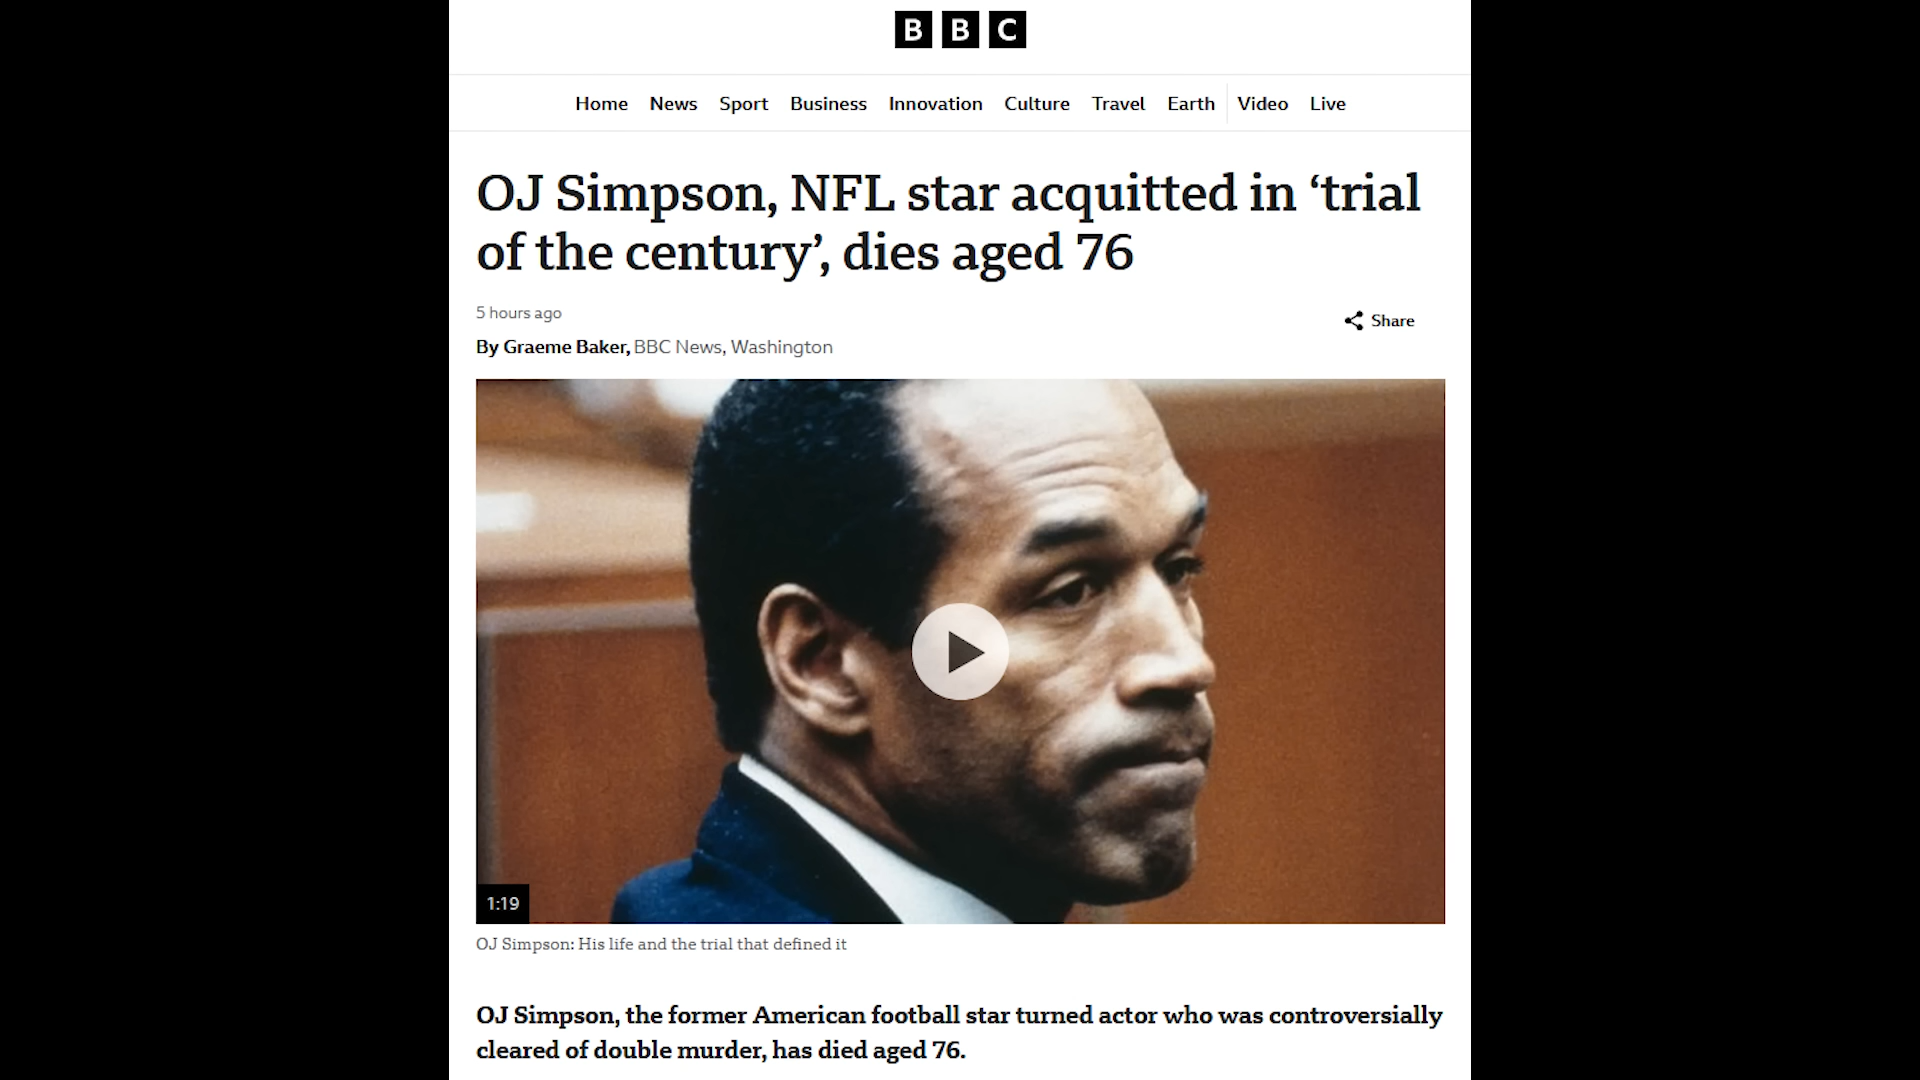 BBC
Home News Sport Business Innovation Culture Travel Earth Video Live
OJ Simpson, NFL star acquitted in ‘trial
of the century’, dies aged 76
5 hours ago
Share
By Graeme Baker, BBC News, Washington
1:19
OJ Simpson: His life and the trial that defined it
OJ Simpson, the former American football star turned actor who was controversially
cleared of double murder, has died aged 76.